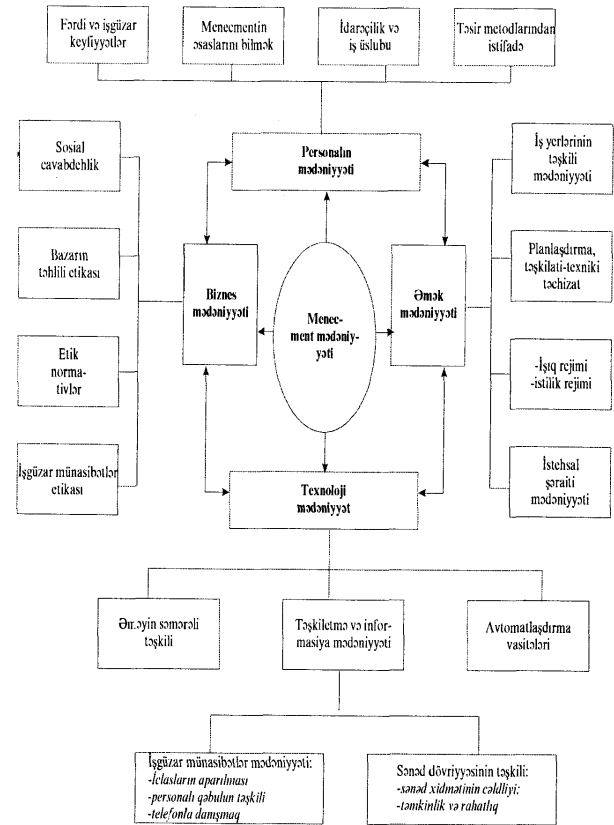 Fərdi və işgüzar
keyfiyyətlər
Menecmentin
əsaslarını bilmək
İdarəçilik və
iş üslubu
Təsir metodlarından
istifadə
Sosial
cavabdehlik
Bazarın
təhlili etikası
Etik
norma-
tivlər
İşgüzar münasibətlər
etikası
Personalın
mədəniyyəti
Biznes
mədəniyyəti
Menec-
ment mədəniy-
yəti
Əmək
mədəniyyəti
Texnoloji
mədəniyyət
İş yerlərinin
təşkili
mədəniyyəti
Planlaşdırma,
təşkilati-texniki
təchizat
-İşıq rejimi
-istilik rejimi
İstehsal
şəraiti
mədəniyyəti
Əməyin səmərəli
təşkili
Təşkiletmə və infor-
masiya mədəniyyəti
Avtomatlaşdırma
vasitələri
İşgüzar münasibətlər mədəniyyəti:
-İclasların aparılması
-personalı qəbulun təşkili
-telefonla danışmaq
Sənəd dövriyyəsinin təşkili:
-sənəd xidmətinin cəldliyi:
-təmkinlik və rahatlıq